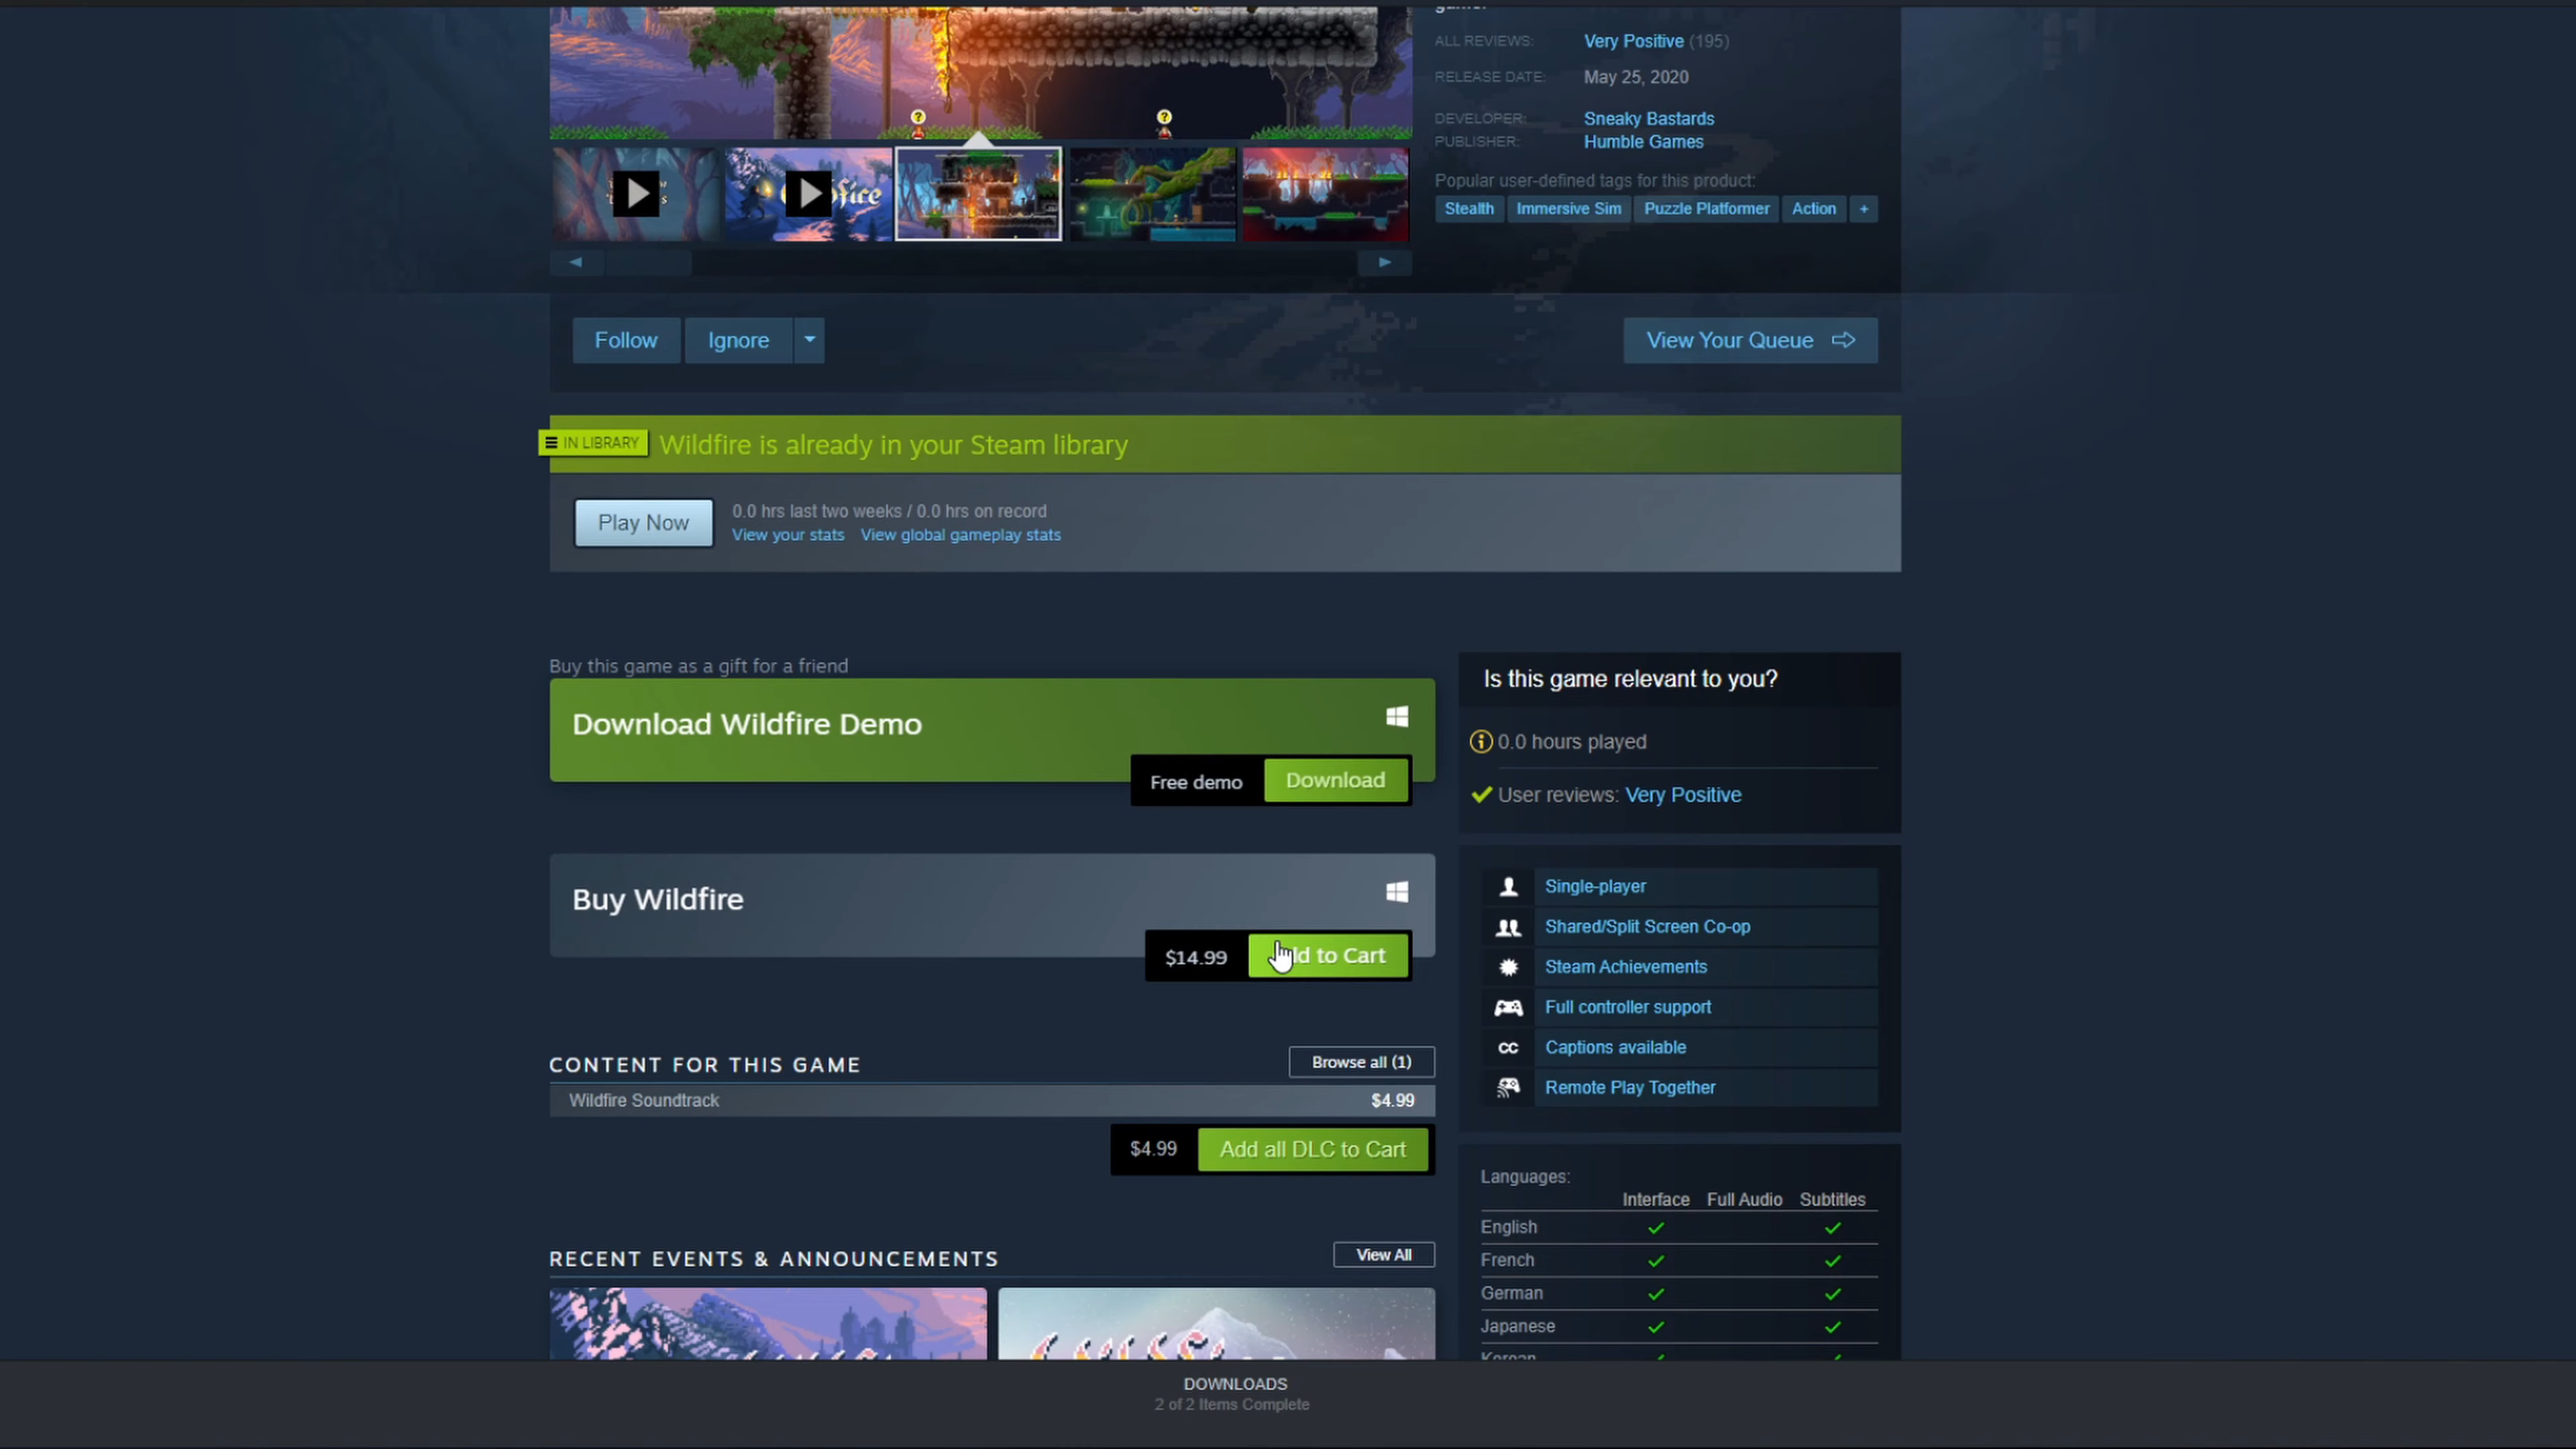 ALL REVIEWS: Very Positive (195)
RELEASE DATE: May 25, 2020
DEVELOPER: Sneaky Bastards
PUBLISHER: Humble Games
Popular user-defined tags for this product:
Stealth Immersive Sim Puzzle Platformer Action +
Follow Ignore View Your Queue
IN LIBRARY Wildfire is already in your Steam library
Play Now
0.0 hrs last two weeks / 0.0 hrs on record
View your stats View global gameplay stats
Buy this game as a gift for a friend
Download Wildfire Demo
Free demo Download
Buy Wildfire
$14.99 to Cart
CONTENT FOR THIS GAME Browse all (1)
Wildfire Soundtrack $4.99
$4.99 Add all DLC to Cart
RECENT EVENTS & ANNOUNCEMENTS View All
Is this game relevant to you?
0.0 hours played
User reviews: Very Positive
Single-player
Shared/Split Screen Co-op
Steam Achievements
Full controller support
CC Captions available
Remote Play Together
Languages:
Interface Full Audio Subtitles
English
French
German
Japanese
Korean
DOWNLOADS
2 of 2 Items Complete